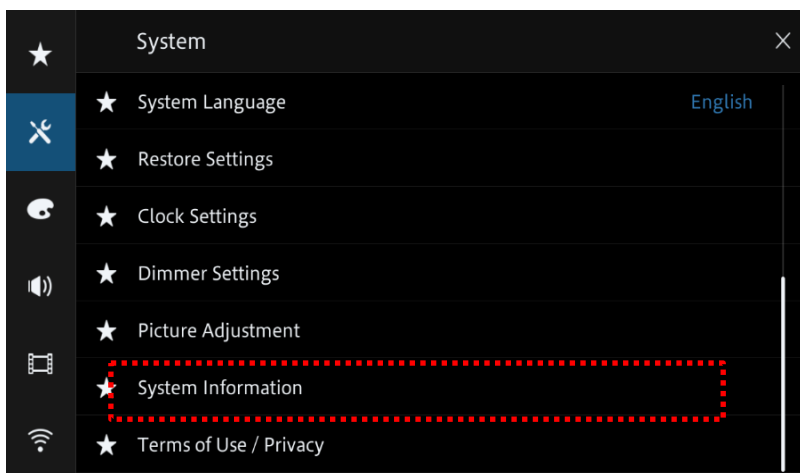 System
System Language English
Restore Settings
Clock Settings
Dimmer Settings
Picture Adjustment
System Information
Terms of Use / Privacy